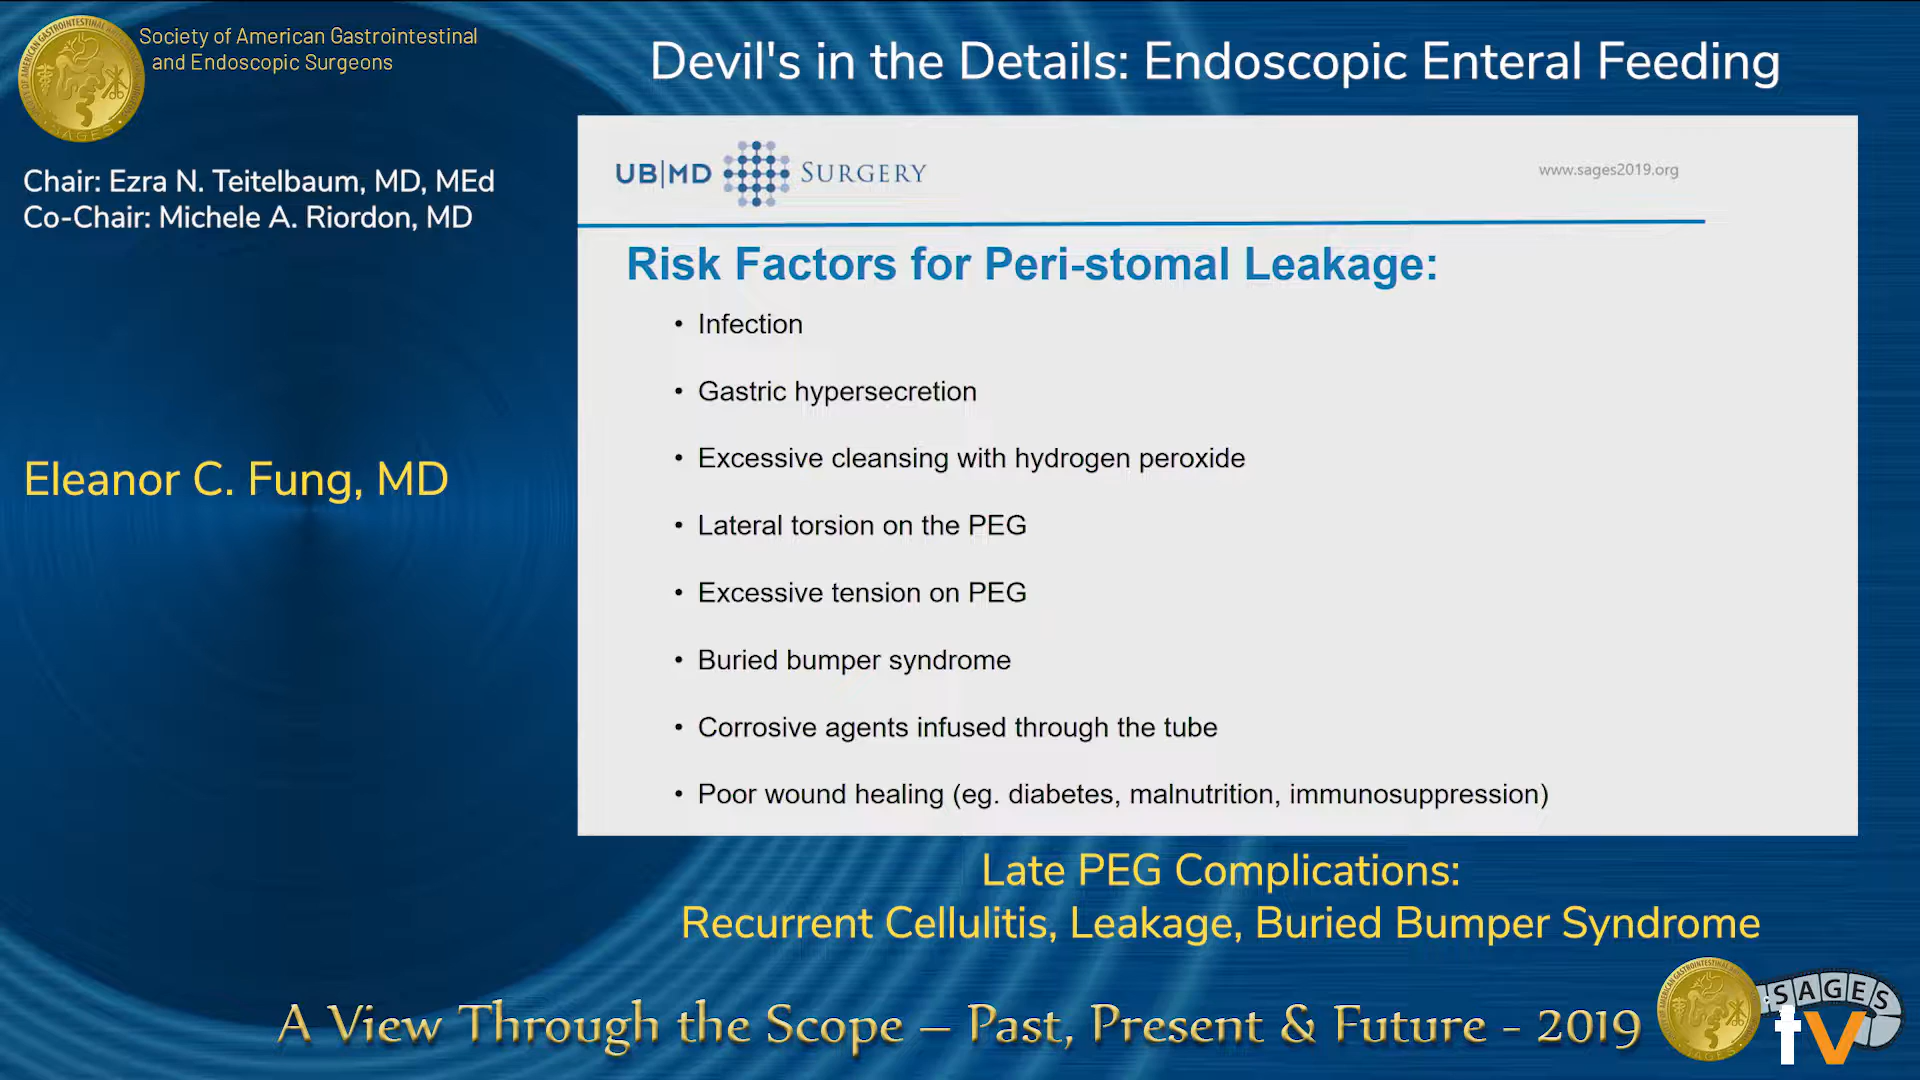 Society of American Gastrointestinal
and Endoscopic Surgeons
Devil's in the Details: Endoscopic Enteral Feeding
Chair: Ezra N. Teitelbaum, MD, MEd
Co-Chair: Michele A. Riordon, MD
Eleanor C. Fung, MD
UB|MD SURGERY
www.sages2019.org
Risk Factors for Peri-stomal Leakage:
• Infection
• Gastric hypersecretion
• Excessive cleansing with hydrogen peroxide
• Lateral torsion on the PEG
• Excessive tension on PEG
• Buried bumper syndrome
• Corrosive agents infused through the tube
• Poor wound healing (eg. diabetes, malnutrition, immunosuppression)
Late PEG Complications:
Recurrent Cellulitis, Leakage, Buried Bumper Syndrome
A View Through the Scope – Past, Present & Future - 2019
SAGES
tv